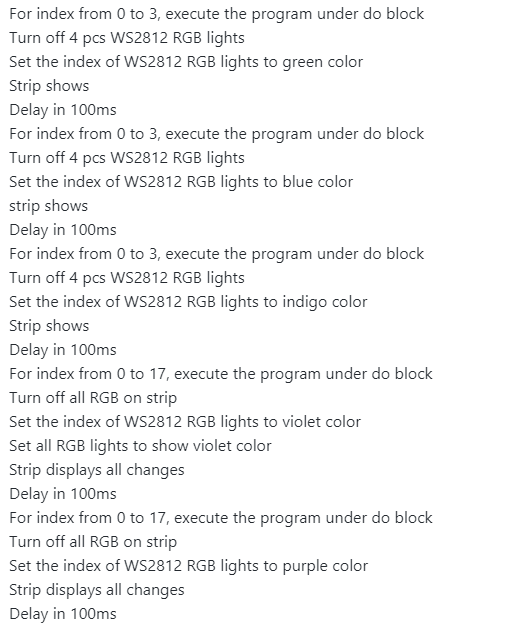 For index from 0 to 3, execute the program under do block
Turn off 4 pcs WS2812 RGB lights
Set the index of WS2812 RGB lights to green color
Strip shows
Delay in 100ms
For index from 0 to 3, execute the program under do block
Turn off 4 pcs WS2812 RGB lights
Set the index of WS2812 RGB lights to blue color
strip shows
Delay in 100ms
For index from 0 to 3, execute the program under do block
Turn off 4 pcs WS2812 RGB lights
Set the index of WS2812 RGB lights to indigo color
Strip shows
Delay in 100ms
For index from 0 to 17, execute the program under do block
Turn off all RGB on strip
Set the index of WS2812 RGB lights to violet color
Set all RGB lights to show violet color
Strip displays all changes
Delay in 100ms
For index from 0 to 17, execute the program under do block
Turn off all RGB on strip
Set the index of WS2812 RGB lights to purple color
Strip displays all changes
Delay in 100ms